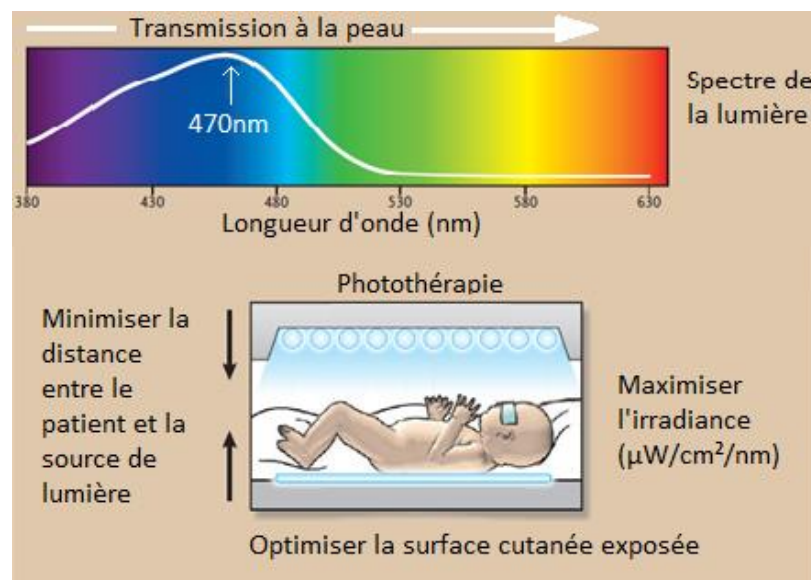 Transmission à la peau
Spectre de
la lumière
470nm
380 430 480 530 580 630
Longueur d'onde (nm)
Photothérapie
Minimiser la
distance
entre le
patient et la
source de
lumière
Maximiser
l'irradiance
(µW/cm²/nm)
Optimiser la surface cutanée exposée